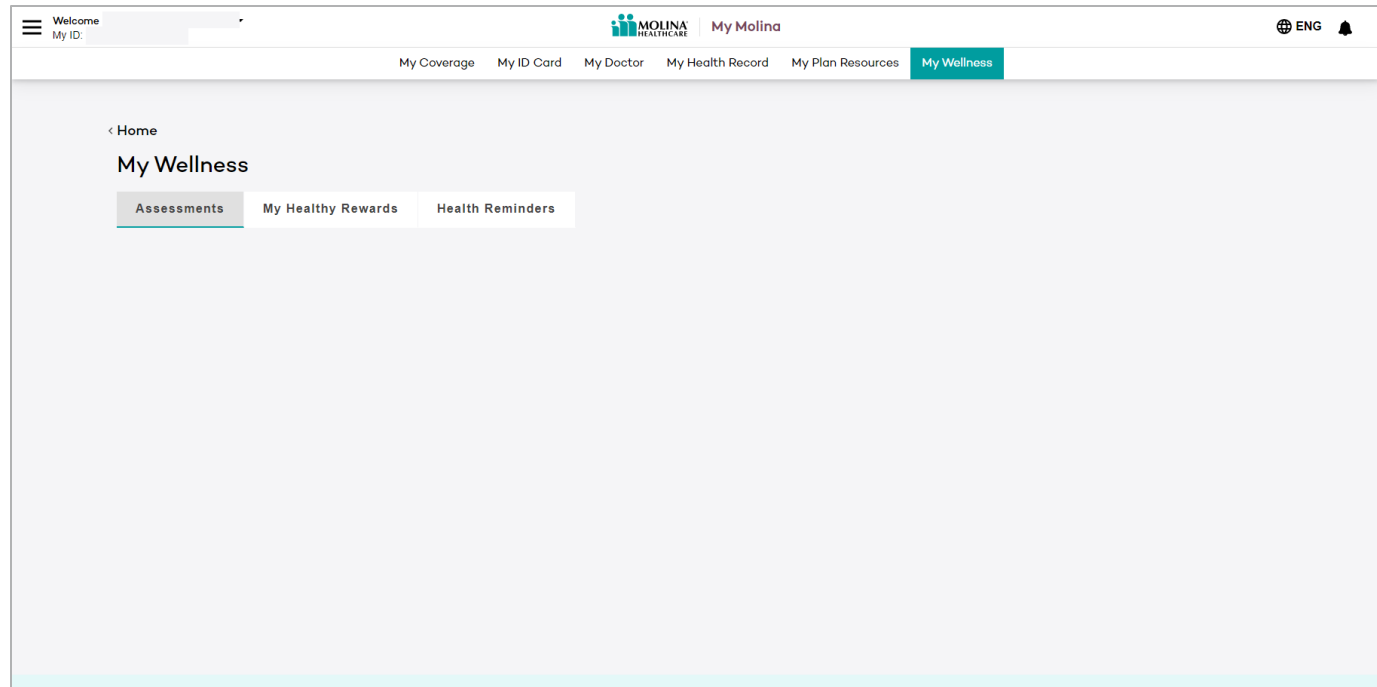 Welcome
My ID:
MOLINA HEALTHCARE My Molina
ENG
My Coverage My ID Card My Doctor My Health Record My Plan Resources My Wellness
< Home
My Wellness
Assessments My Healthy Rewards Health Reminders